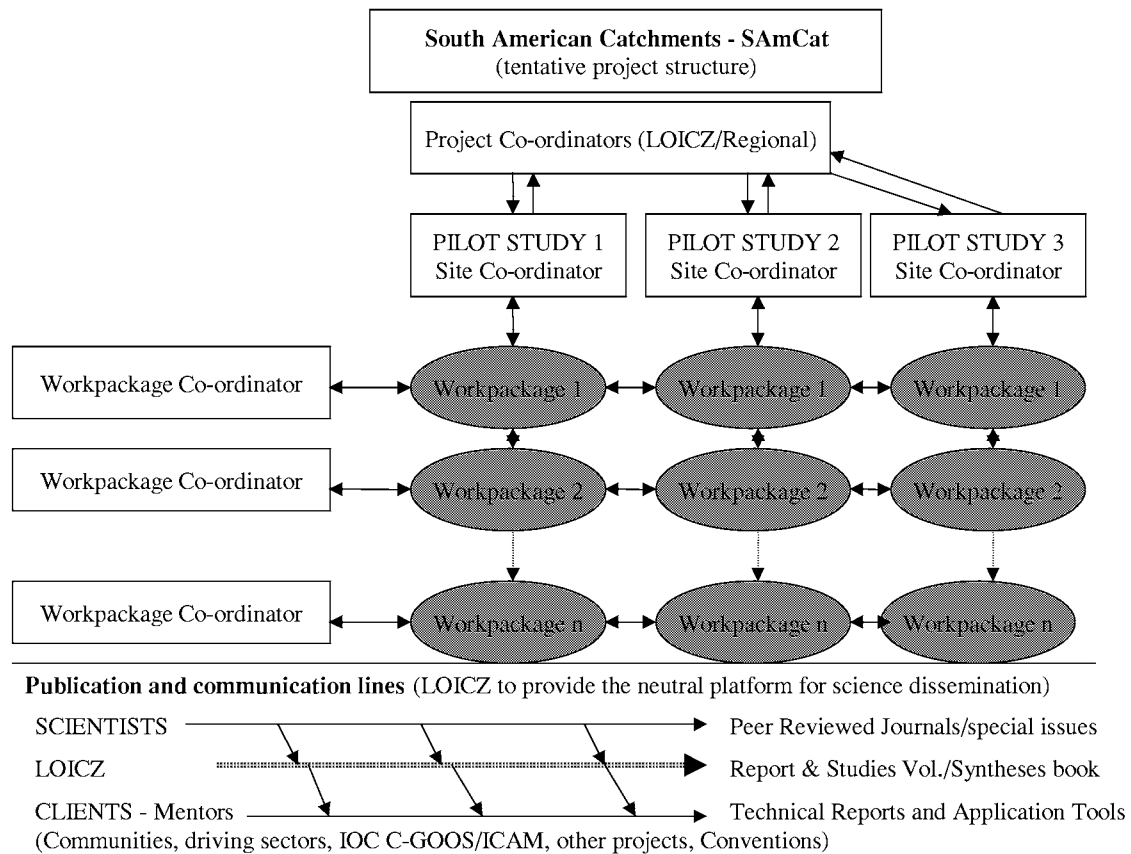 South American Catchments - SAmCat
(tentative project structure)
Project Co-ordinators (LOICZ/Regional)
PILOT STUDY 1
Site Co-ordinator
PILOT STUDY 2
Site Co-ordinator
PILOT STUDY 3
Site Co-ordinator
Workpackage Co-ordinator
Workpackage 1
Workpackage 1
Workpackage 1
Workpackage Co-ordinator
Workpackage 2
Workpackage 2
Workpackage 2
Workpackage Co-ordinator
Workpackage n
Workpackage n
Workpackage n
Publication and communication lines (LOICZ to provide the neutral platform for science dissemination)
SCIENTISTS
Peer Reviewed Journals/special issues
LOICZ
Report & Studies Vol./Syntheses book
CLIENTS - Mentors
Technical Reports and Application Tools
(Communities, driving sectors, IOC C-GOOS/ICAM, other projects, Conventions)